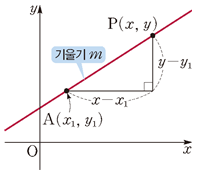 y
P(x, y)
기울기 m
y-y₁
x-x₁
A(x₁, y₁)
O
x